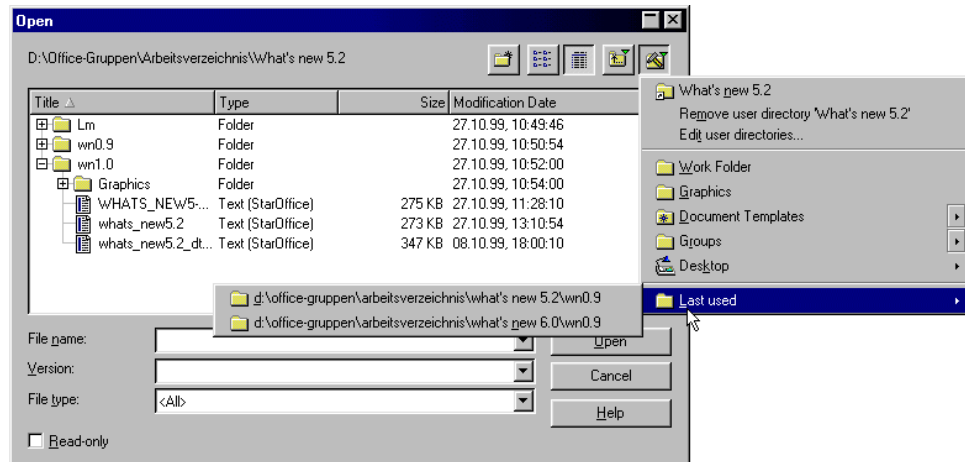 Open
D:\Office-Gruppen\Arbeitsverzeichnis\What's new 5.2
Title Type Size Modification Date
Lm Folder 27.10.99, 10:49:46
wn0.9 Folder 27.10.99, 10:50:54
wn1.0 Folder 27.10.99, 10:52:00
Graphics Folder 27.10.99, 10:54:00
WHATS_NEW5-... Text (StarOffice) 275 KB 27.10.99, 11:28:10
whats_new5.2 Text (StarOffice) 273 KB 27.10.99, 13:10:54
whats_new5.2_dt... Text (StarOffice) 347 KB 08.10.99, 18:00:10
What's new 5.2
Remove user directory 'What's new 5.2'
Edit user directories...
Work Folder
Graphics
Document Templates
Groups
Desktop
Last used
d:\office-gruppen\arbeitsverzeichnis\what's new 5.2\wn0.9
d:\office-gruppen\arbeitsverzeichnis\what's new 6.0\wn0.9
File name:
Open
Version:
Cancel
File type: <All>
Help
Read-only